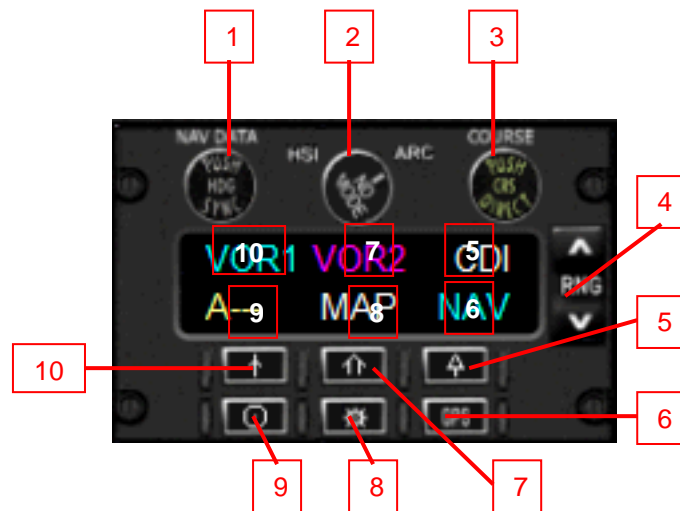 1 2 3
NAV DATA
HSI ARC
COURSE
PUSH
HDG
SYNC
PUSH
CRS
DIRECT
4
RNG
VOR1 10 VOR2 7 CDI 5
A-- 9 MAP 8 NAV 6
5
10
GPS
6
9 8 7